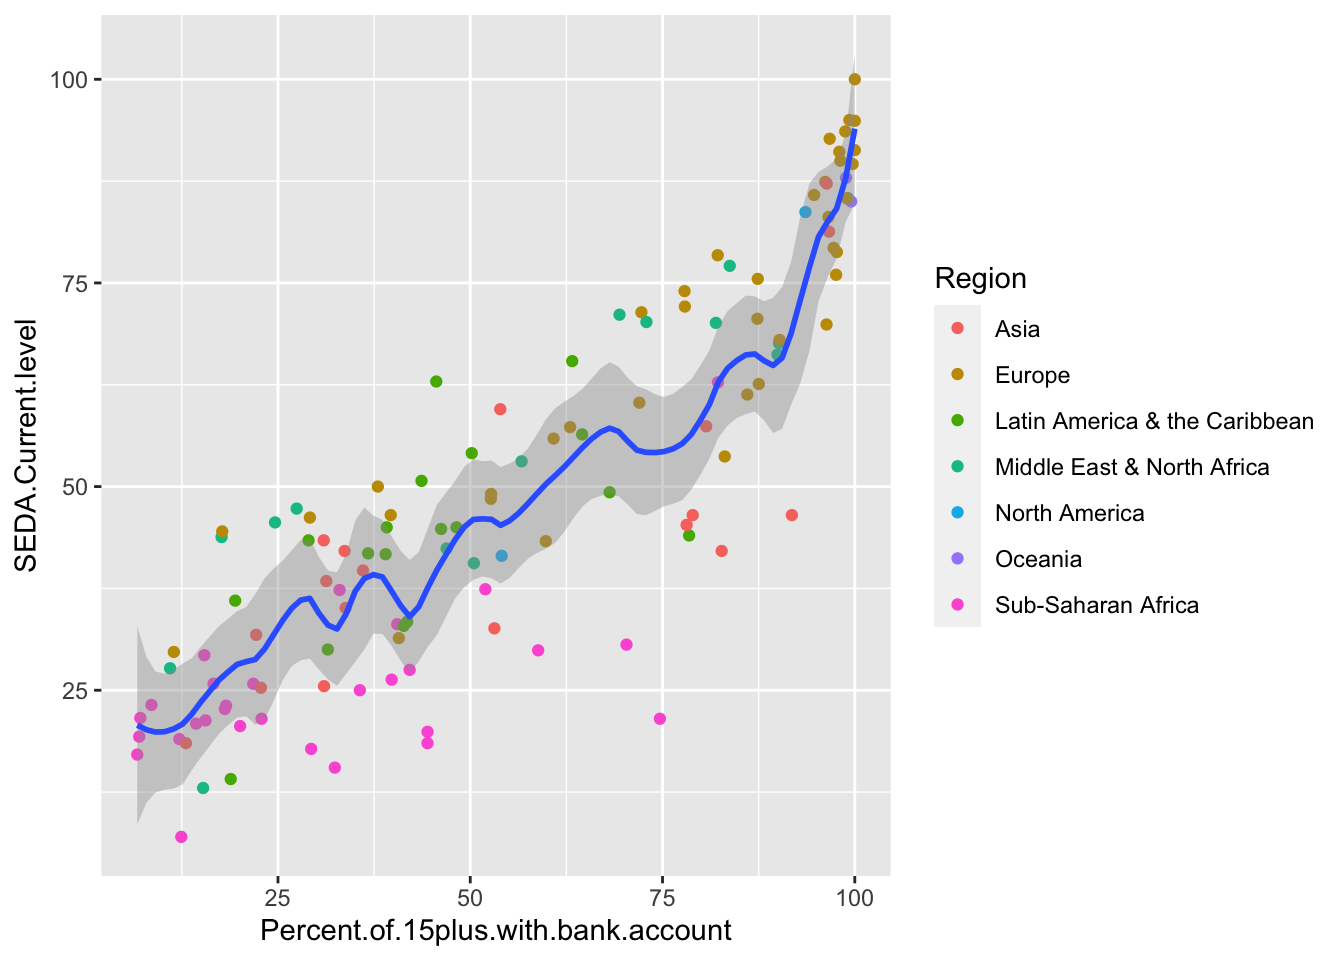 100
75
50
25
SEDA.Current.level
25 50 75 100
Percent.of.15plus.with.bank.account
Region
Asia
Europe
Latin America & the Caribbean
Middle East & North Africa
North America
Oceania
Sub-Saharan Africa